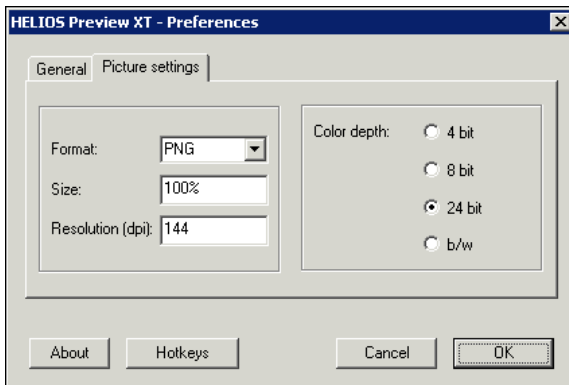 HELIOS Preview XT - Preferences
General
Picture settings
Format:
PNG
Size:
100%
Resolution (dpi):
144
Color depth:
4 bit
8 bit
24 bit
b/w
About
Hotkeys
Cancel
OK